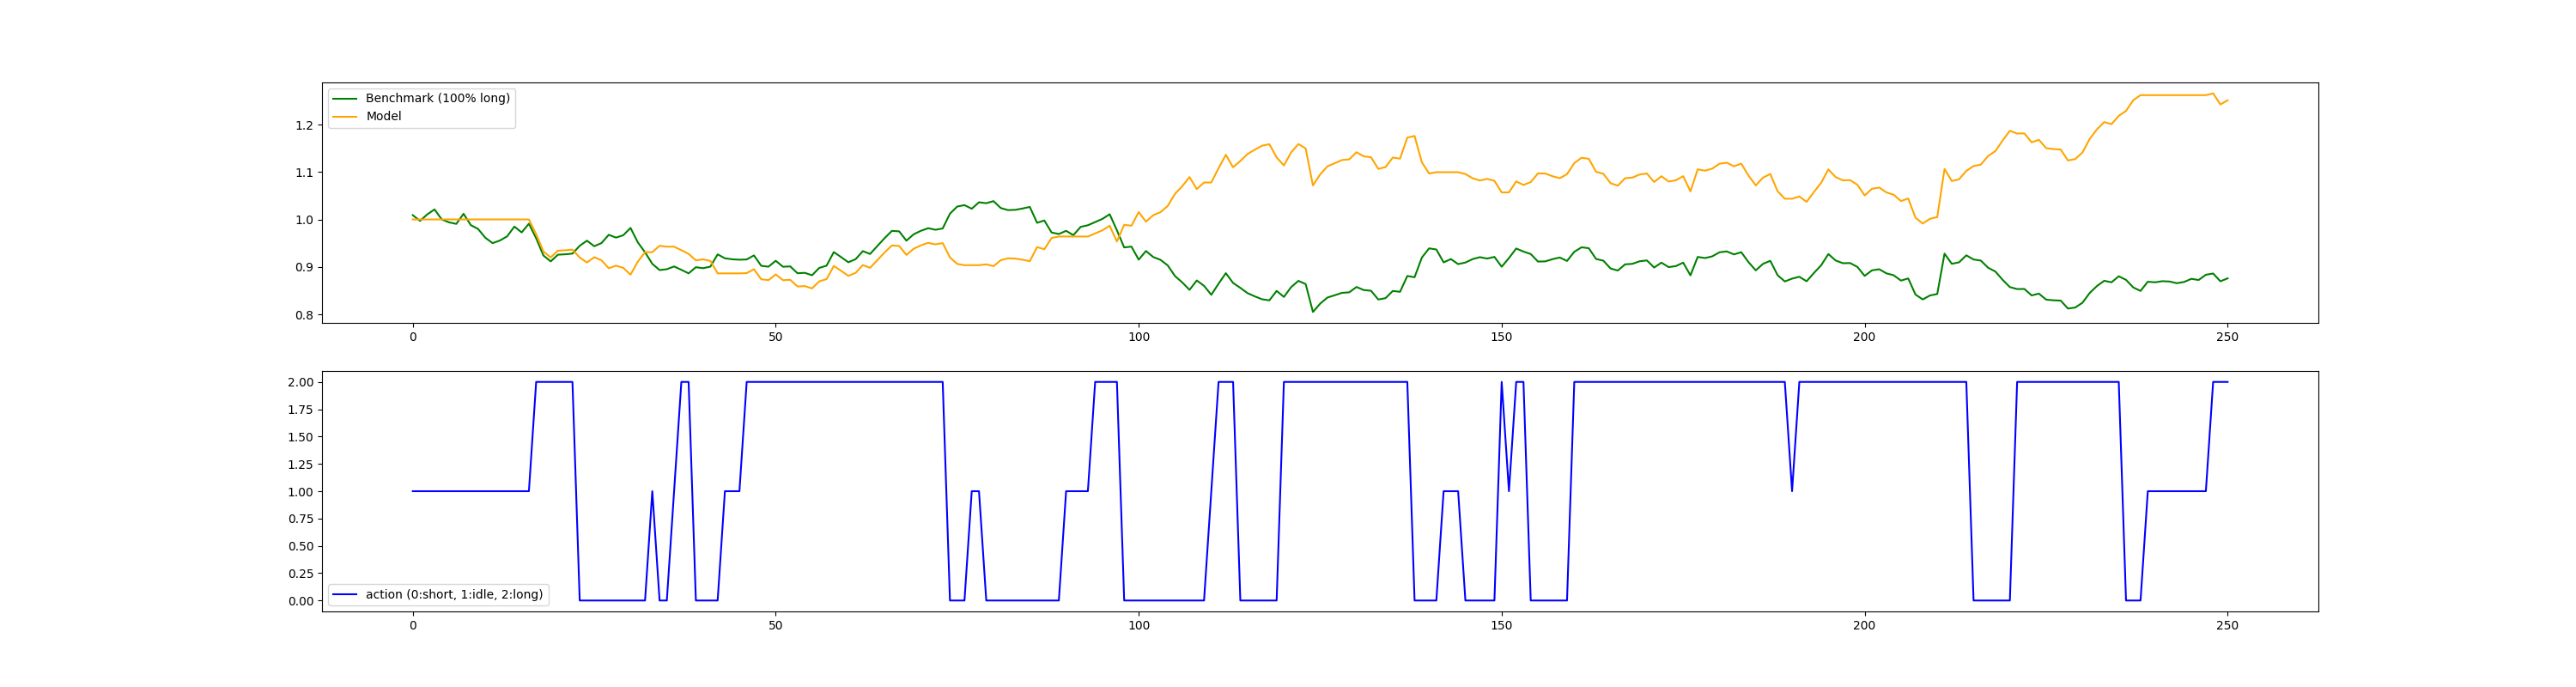 Benchmark (100% long)
Model
1.2
1.1
1.0
0.9
0.8
0 50 100 150 200 250
2.00
1.75
1.50
1.25
1.00
0.75
0.50
0.25
0.00
action (0:short, 1:idle, 2:long)
0 50 100 150 200 250